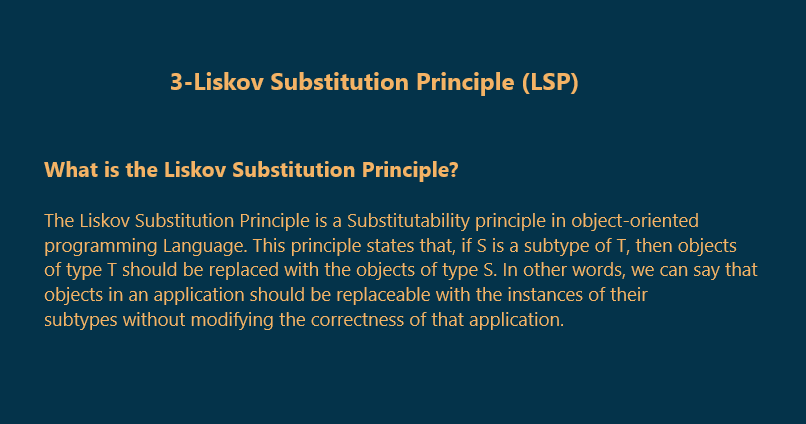 3-Liskov Substitution Principle (LSP)
What is the Liskov Substitution Principle?
The Liskov Substitution Principle is a Substitutability principle in object-oriented
programming Language. This principle states that, if S is a subtype of T, then objects
of type T should be replaced with the objects of type S. In other words, we can say that
objects in an application should be replaceable with the instances of their
subtypes without modifying the correctness of that application.